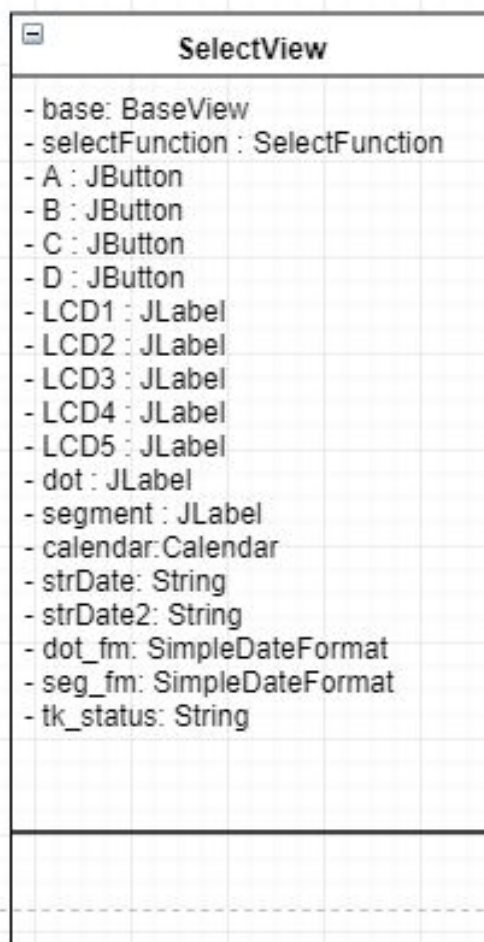 SelectView
- base: BaseView
- selectFunction : SelectFunction
- A : JButton
- B : JButton
- C : JButton
- D : JButton
- LCD1 : JLabel
- LCD2 : JLabel
- LCD3 : JLabel
- LCD4 : JLabel
- LCD5 : JLabel
- dot : JLabel
- segment : JLabel
- calendar:Calendar
- strDate: String
- strDate2: String
- dot_fm: SimpleDateFormat
- seg_fm: SimpleDateFormat
- tk_status: String